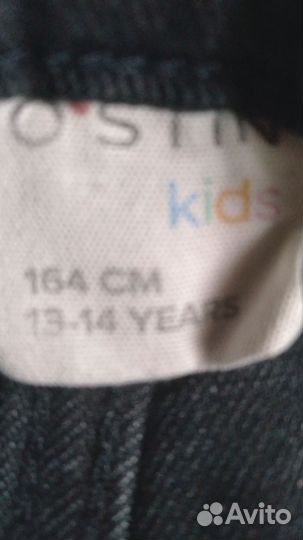 O'STIN
kids
164 CM
13-14 YEARS
Avito